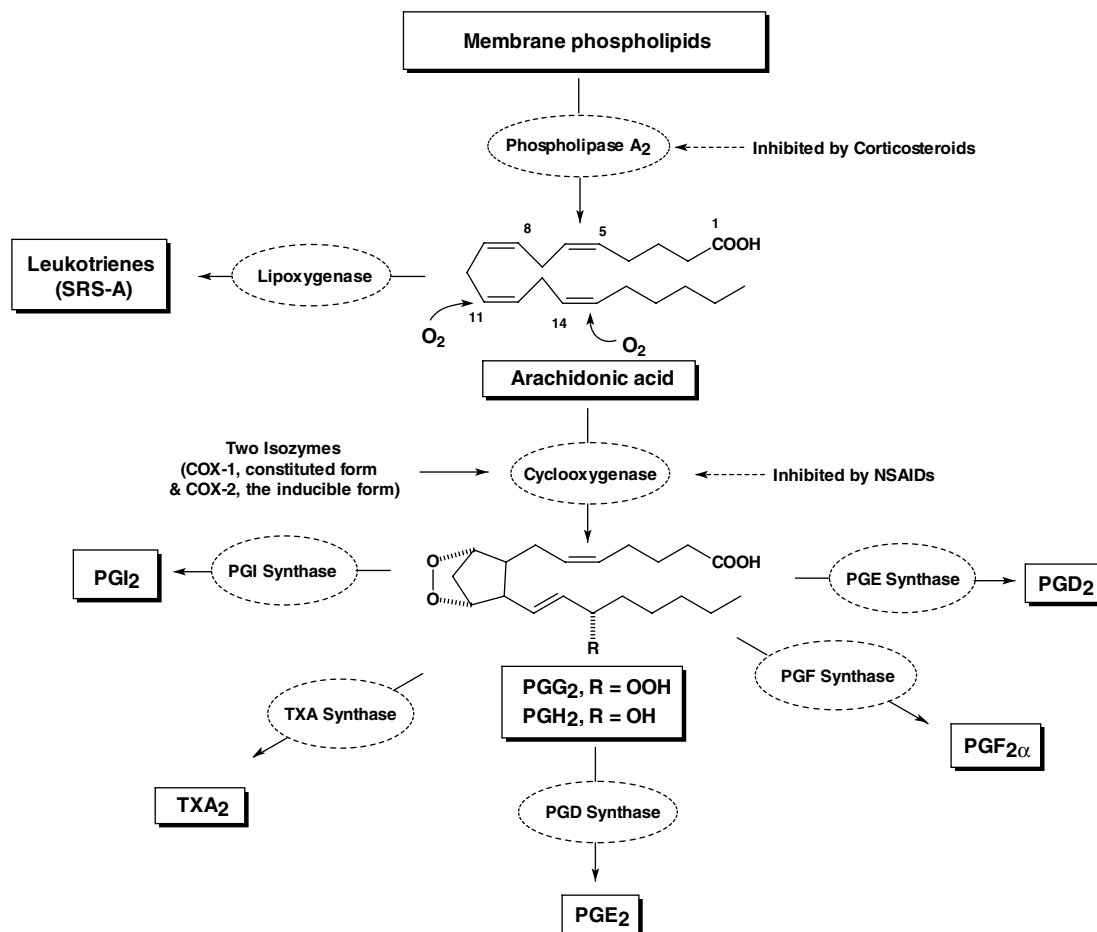 Membrane phospholipids
Phospholipase A2
Inhibited by Corticosteroids
1
8
5
COOH
Leukotrienes
(SRS-A)
Lipoxygenase
11
14
O2
O2
Arachidonic acid
Two Isozymes
(COX-1, constituted form
& COX-2, the inducible form)
Cyclooxygenase
Inhibited by NSAIDs
PGI2
PGI Synthase
O
O
COOH
R
PGE Synthase
PGD2
PGG2, R = OOH
PGH2, R = OH
PGF Synthase
PGF2α
TXA Synthase
TXA2
PGD Synthase
PGE2